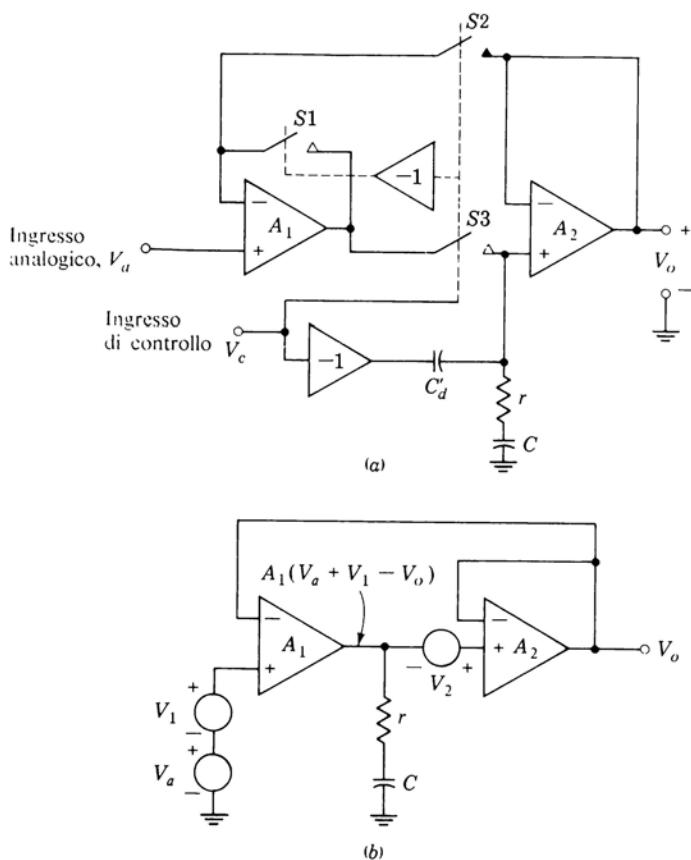 S2
S1
−1
−
A₁
+
S3
−
A₂
+
Ingresso
analogico, Vₐ
+
Vₒ
−
Ingresso
di controllo
V꜀
−1
C′d
r
C
(a)
A₁(Vₐ + V₁ − Vₒ)
−
A₁
+
−
A₂
+
Vₒ
−
V₂
+
+
V₁
−
r
+
Vₐ
−
C
(b)